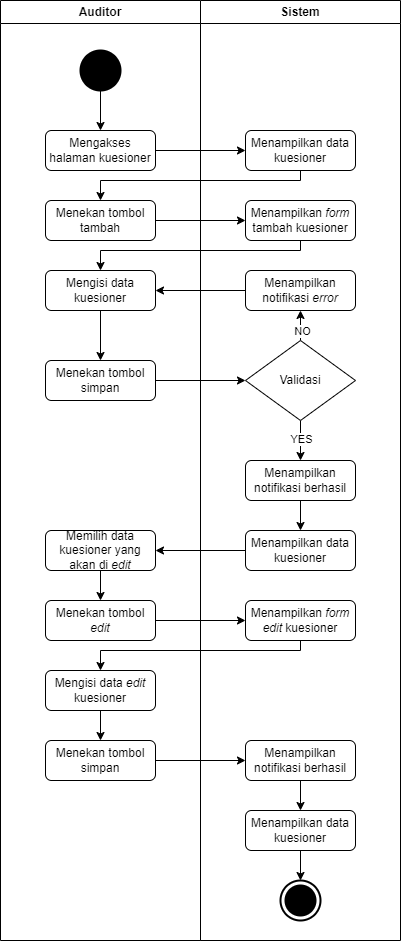 Auditor
Sistem
Mengakses
halaman kuesioner
Menampilkan data
kuesioner
Menekan tombol
tambah
Menampilkan form
tambah kuesioner
Mengisi data
kuesioner
Menampilkan
notifikasi error
NO
Menekan tombol
simpan
Validasi
YES
Menampilkan
notifikasi berhasil
Memilih data
kuesioner yang
akan di edit
Menampilkan data
kuesioner
Menekan tombol
edit
Menampilkan form
edit kuesioner
Mengisi data edit
kuesioner
Menekan tombol
simpan
Menampilkan
notifikasi berhasil
Menampilkan data
kuesioner